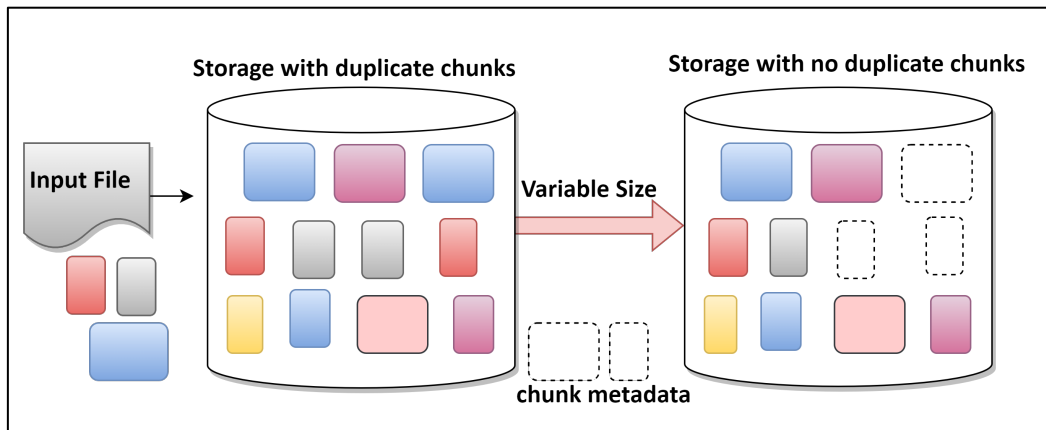 Storage with duplicate chunks
Storage with no duplicate chunks
Input File
Variable Size
chunk metadata